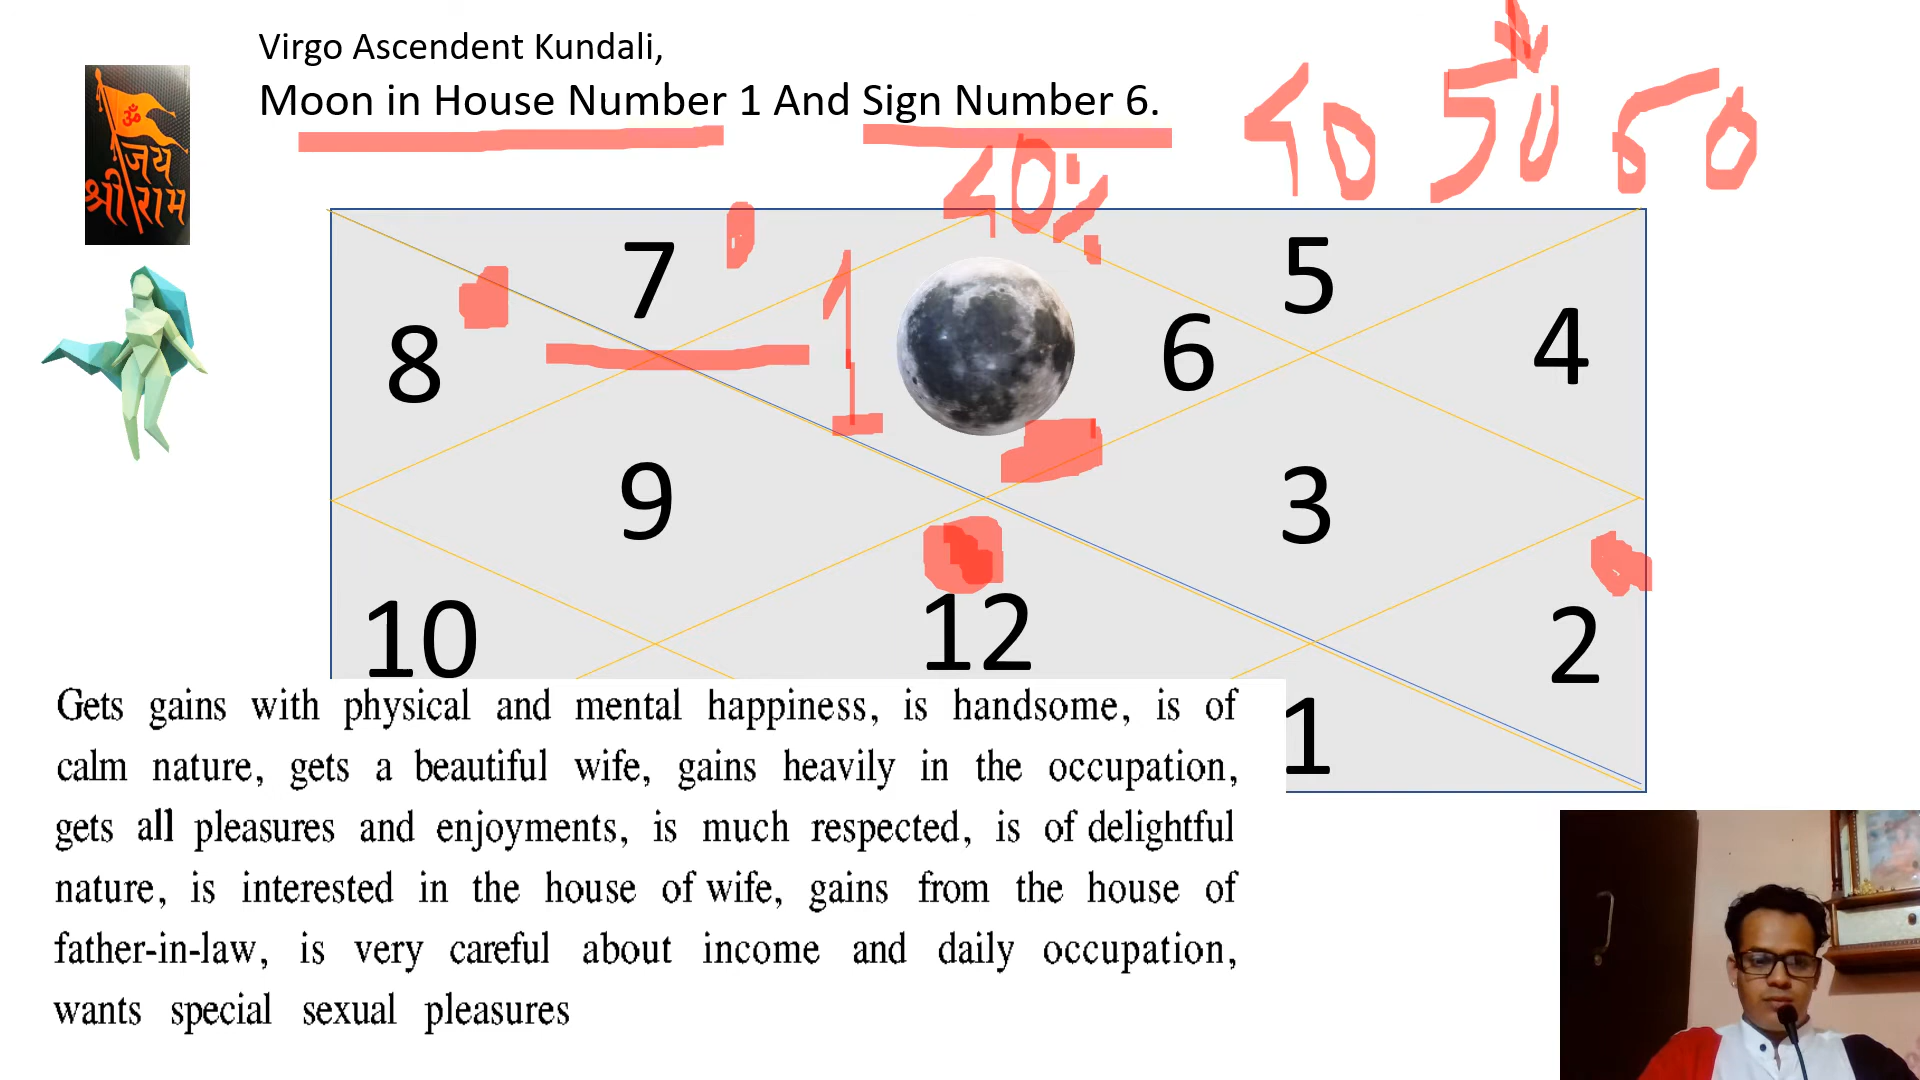 Virgo Ascendent Kundali,
Moon in House Number 1 And Sign Number 6.
40 50 60
40%
ॐ
जय
श्री राम
7
5
1
6
8
4
9
3
12
10
2
1
Gets gains with physical and mental happiness, is handsome, is of
calm nature, gets a beautiful wife, gains heavily in the occupation,
gets all pleasures and enjoyments, is much respected, is of delightful
nature, is interested in the house of wife, gains from the house of
father-in-law, is very careful about income and daily occupation,
wants special sexual pleasures